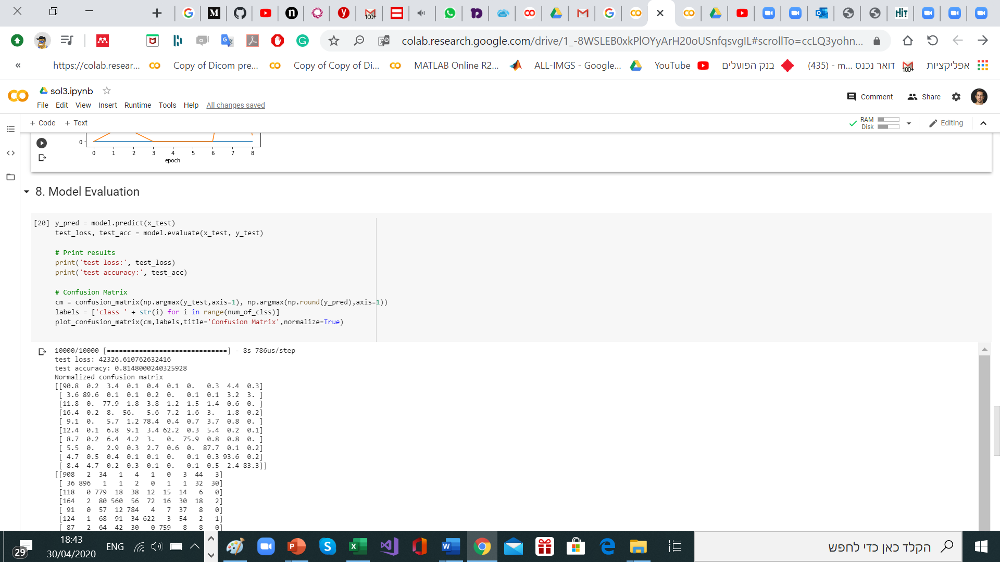 colab.research.google.com/drive/1_-8WSLEB0xkPlOYyArH20oUSnfqsvgIL#scrollTo=ccLQ3yohn...
https://colab.resear...
Copy of Dicom pre...
Copy of Copy of Di...
MATLAB Online R2...
ALL-IMGS - Google...
YouTube
בנק הפועלים
דואר נכנס (435) - m...
אפליקציות
sol3.ipynb
Comment
Share
File Edit View Insert Runtime Tools Help All changes saved
+ Code + Text
RAM
Disk
Editing
0
0 1 2 3 4 5 6 7 8
epoch
8. Model Evaluation
[20] y_pred = model.predict(x_test)
test_loss, test_acc = model.evaluate(x_test, y_test)
# Print results
print('test loss:', test_loss)
print('test accuracy:', test_acc)
# Confusion Matrix
cm = confusion_matrix(np.argmax(y_test,axis=1), np.argmax(np.round(y_pred),axis=1))
labels = ['class ' + str(i) for i in range(num_of_clss)]
plot_confusion_matrix(cm,labels,title='Confusion Matrix',normalize=True)
10000/10000 [==============================] - 8s 786us/step
test loss: 42326.610762632416
test accuracy: 0.8148000240325928
Normalized confusion matrix
[[90.8 0.2 3.4 0.1 0.4 0.1 0. 0.3 4.4 0.3]
[ 3.6 89.6 0.1 0.1 0.2 0. 0.1 0.1 3.2 3. ]
[11.8 0. 77.9 1.8 3.8 1.2 1.5 1.4 0.6 0. ]
[16.4 0.2 8. 56. 5.6 7.2 1.6 3. 1.8 0.2]
[ 9.1 0. 5.7 1.2 78.4 0.4 0.7 3.7 0.8 0. ]
[12.4 0.1 6.8 9.1 3.4 62.2 0.3 5.4 0.2 0.1]
[ 8.7 0.2 6.4 4.2 3. 0. 75.9 0.8 0.8 0. ]
[ 5.5 0. 2.9 0.3 2.7 0.6 0. 87.7 0.1 0.2]
[ 4.7 0.5 0.4 0.1 0.1 0. 0.1 0.3 93.6 0.2]
[ 8.4 4.7 0.2 0.3 0.1 0. 0.1 0.5 2.4 83.3]]
[[908 2 34 1 4 1 0 3 44 3]
[ 36 896 1 1 2 0 1 1 32 30]
[118 0 779 18 38 12 15 14 6 0]
[164 2 80 560 56 72 16 30 18 2]
[ 91 0 57 12 784 4 7 37 8 0]
[124 1 68 91 34 622 3 54 2 1]
[ 87 2 64 42 30 0 759 8 8 0]
29
18:43
30/04/2020
ENG
הקלד כאן כדי לחפש